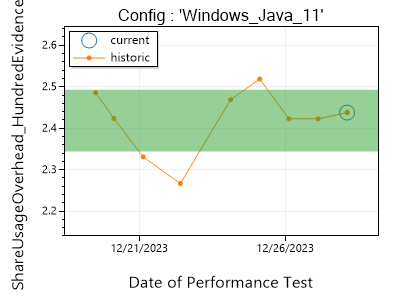 Config : 'Windows_Java_11'
ShareUsageOverhead_HundredEvidence
current
historic
2.6
2.5
2.4
2.3
2.2
12/21/2023
12/26/2023
Date of Performance Test